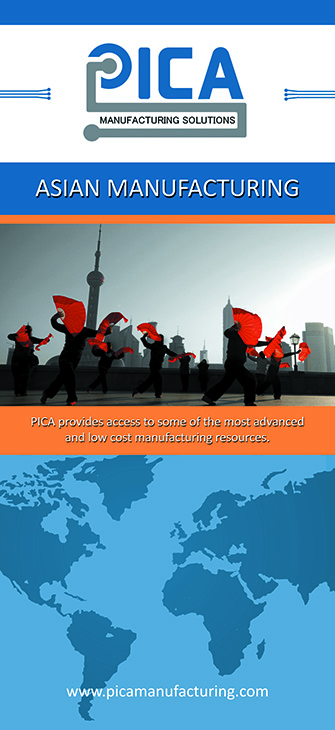 PICA
MANUFACTURING SOLUTIONS
ASIAN MANUFACTURING
PICA provides access to some of the most advanced
and low cost manufacturing resources.
www.picamanufacturing.com